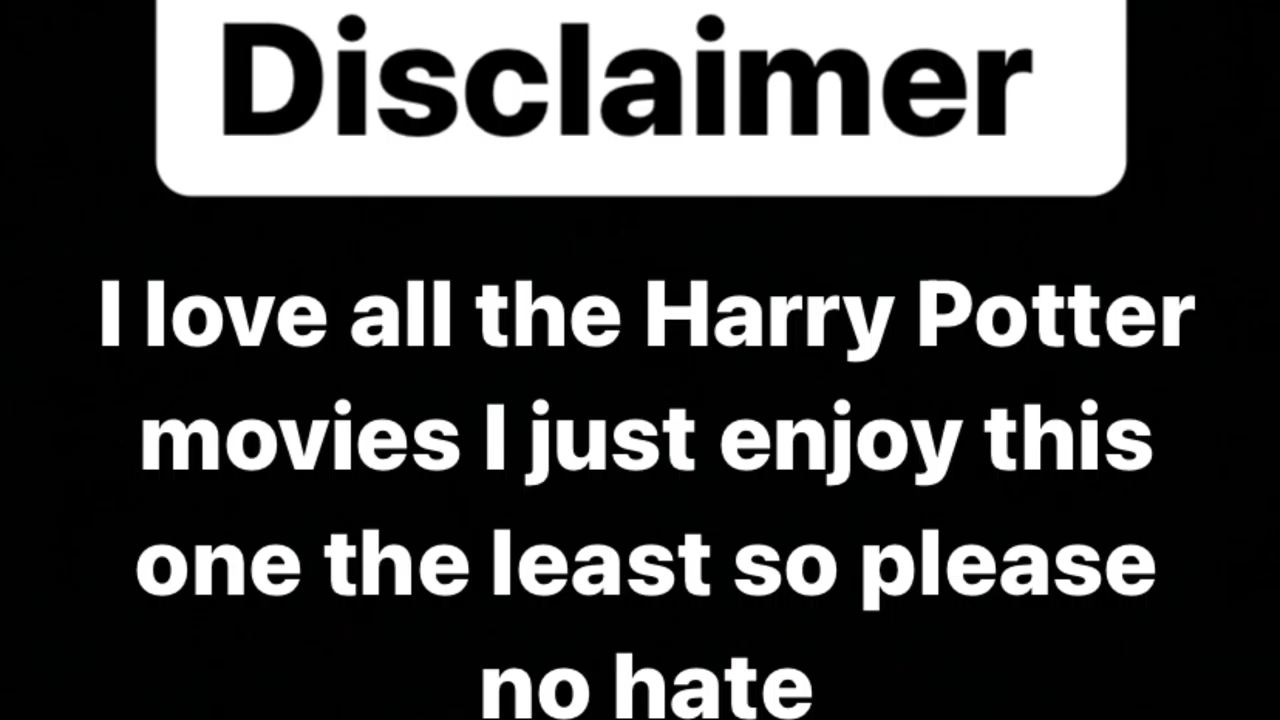 Disclaimer
I love all the Harry Potter
movies I just enjoy this
one the least so please
no hate